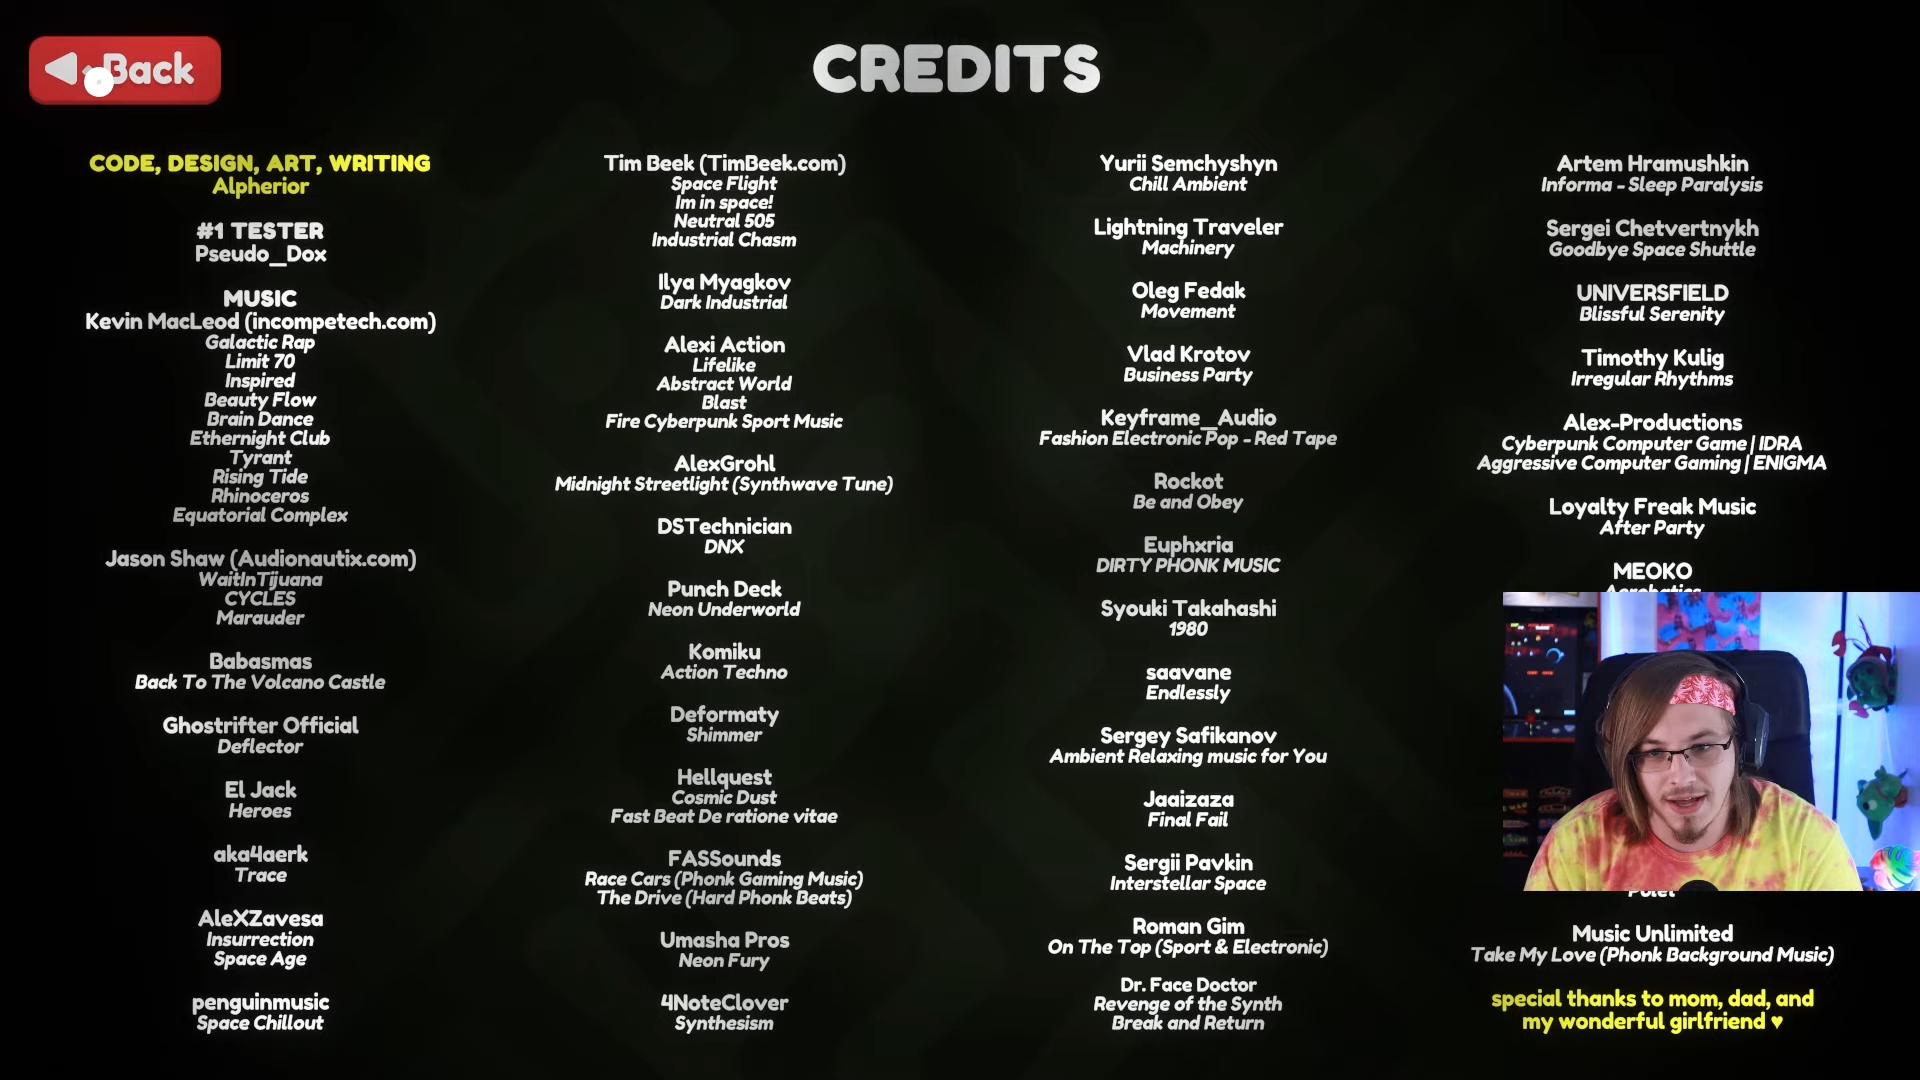 Back
CREDITS
CODE, DESIGN, ART, WRITING
Alpherior
#1 TESTER
Pseudo_Dox
MUSIC
Kevin MacLeod (incompetech.com)
Galactic Rap
Limit 70
Inspired
Beauty Flow
Brain Dance
Ethernight Club
Tyrant
Rising Tide
Rhinoceros
Equatorial Complex
Jason Shaw (Audionautix.com)
WaitInTijuana
CYCLES
Marauder
Babasmas
Back To The Volcano Castle
Ghostrifter Official
Deflector
El Jack
Heroes
aka4aerk
Trace
AleXZavesa
Insurrection
Space Age
penguinmusic
Space Chillout
Tim Beek (TimBeek.com)
Space Flight
Im in space!
Neutral 505
Industrial Chasm
Ilya Myagkov
Dark Industrial
Alexi Action
Lifelike
Abstract World
Blast
Fire Cyberpunk Sport Music
AlexGrohl
Midnight Streetlight (Synthwave Tune)
DSTechnician
DNX
Punch Deck
Neon Underworld
Komiku
Action Techno
Deformaty
Shimmer
Hellquest
Cosmic Dust
Fast Beat De ratione vitae
FASSounds
Race Cars (Phonk Gaming Music)
The Drive (Hard Phonk Beats)
Umasha Pros
Neon Fury
4NoteClover
Synthesism
Yurii Semchyshyn
Chill Ambient
Lightning Traveler
Machinery
Oleg Fedak
Movement
Vlad Krotov
Business Party
Keyframe_Audio
Fashion Electronic Pop - Red Tape
Rockot
Be and Obey
Euphxria
DIRTY PHONK MUSIC
Syouki Takahashi
1980
saavane
Endlessly
Sergey Safikanov
Ambient Relaxing music for You
Jaaizaza
Final Fail
Sergii Pavkin
Interstellar Space
Roman Gim
On The Top (Sport & Electronic)
Dr. Face Doctor
Revenge of the Synth
Break and Return
Artem Hramushkin
Informa - Sleep Paralysis
Sergei Chetvertnykh
Goodbye Space Shuttle
UNIVERSFIELD
Blissful Serenity
Timothy Kulig
Irregular Rhythms
Alex-Productions
Cyberpunk Computer Game | IDRA
Aggressive Computer Gaming | ENIGMA
Loyalty Freak Music
After Party
MEOKO
Music Unlimited
Take My Love (Phonk Background Music)
special thanks to mom, dad, and
my wonderful girlfriend ♥